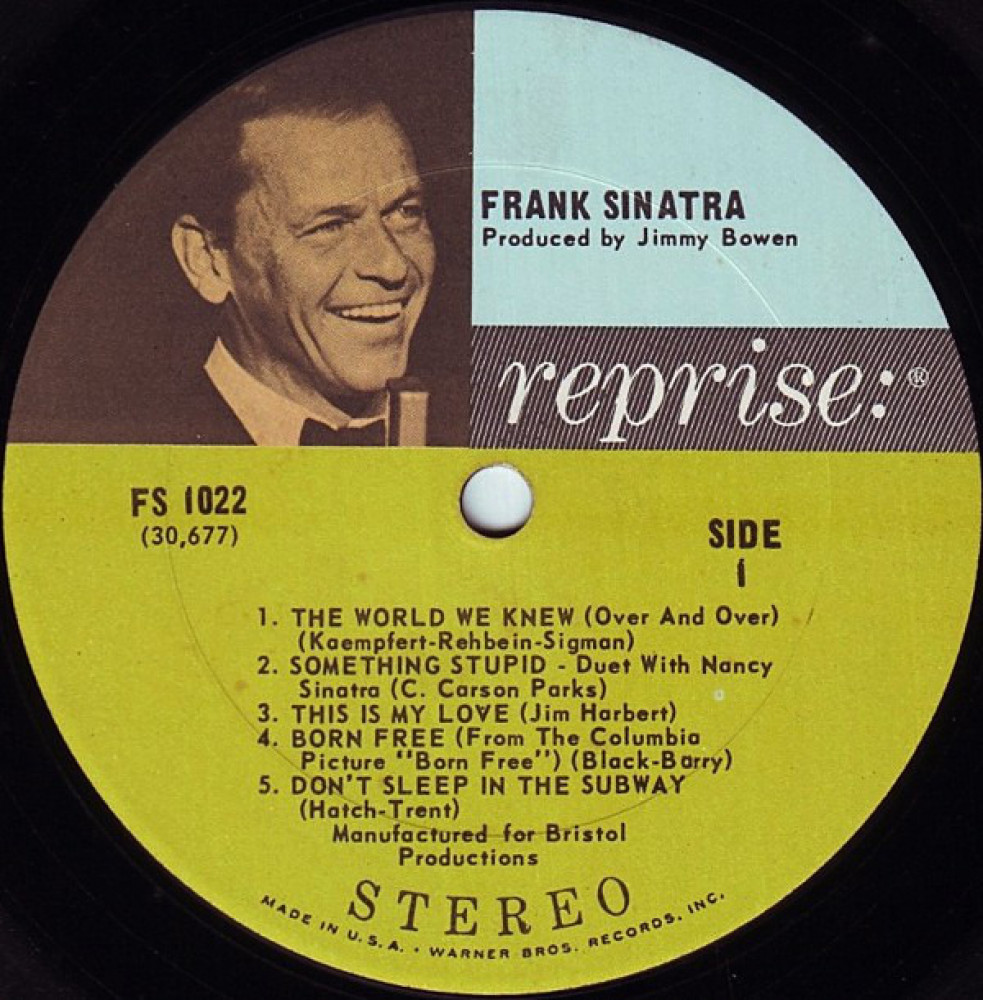 FRANK SINATRA
Produced by Jimmy Bowen
reprise:®
FS 1022
(30,677)
SIDE
1
1. THE WORLD WE KNEW (Over And Over)
(Kaempfert-Rehbein-Sigman)
2. SOMETHING STUPID - Duet With Nancy
Sinatra (C. Carson Parks)
3. THIS IS MY LOVE (Jim Harbert)
4. BORN FREE (From The Columbia
Picture "Born Free") (Black-Barry)
5. DON'T SLEEP IN THE SUBWAY
(Hatch-Trent)
Manufactured for Bristol
Productions
STEREO
MADE IN U.S.A. • WARNER BROS. RECORDS, INC.